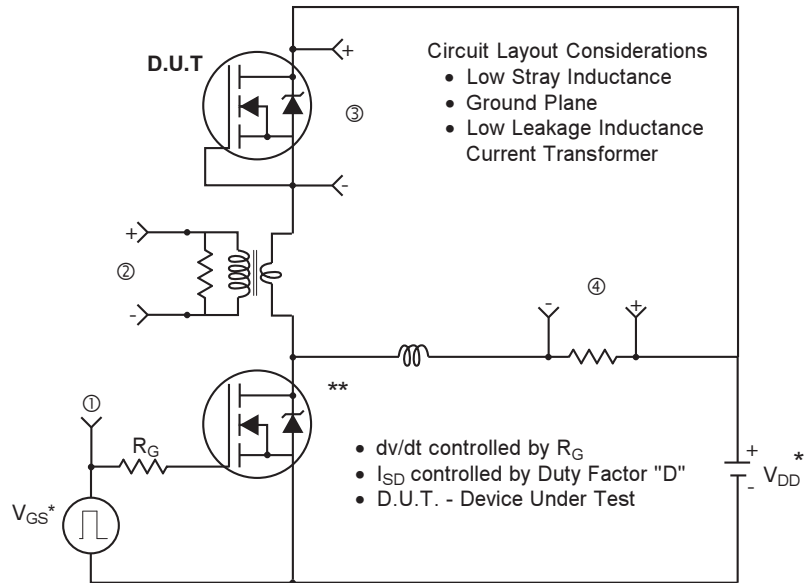 D.U.T
+
③
-
Circuit Layout Considerations
• Low Stray Inductance
• Ground Plane
• Low Leakage Inductance
Current Transformer
+
②
-
-
④
+
**
①
RG
VGS*
• dv/dt controlled by RG
• ISD controlled by Duty Factor "D"
• D.U.T. - Device Under Test
+
-
VDD*